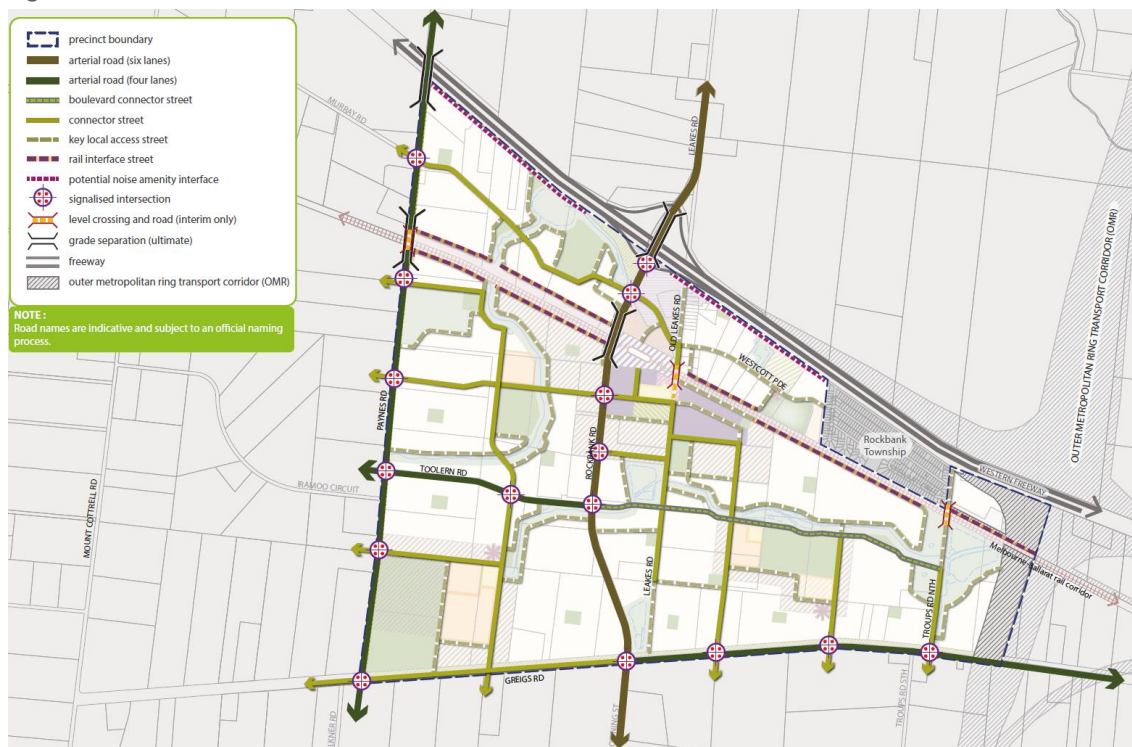 precinct boundary
arterial road (six lanes)
arterial road (four lanes)
boulevard connector street
connector street
key local access street
rail interface street
potential noise amenity interface
signalised intersection
level crossing and road (interim only)
grade separation (ultimate)
freeway
outer metropolitan ring transport corridor (OMR)
NOTE :
Road names are indicative and subject to an official naming
process.
MURRAY RD
LEAKES RD
OUTER METROPOLITAN RING TRANSPORT CORRIDOR (OMR)
OLD LEAKES RD
WESTCOTT PDE
PAYNES RD
ROCKBANK RD
Rockbank
Township
WESTERN FREEWAY
TOOLERN RD
IRAMOO CIRCUIT
MOUNT COTTRELL RD
LEAKES RD
Melbourne-Ballarat rail corridor
TROUPS RD NTH
GREIGS RD
TROUPS RD STH